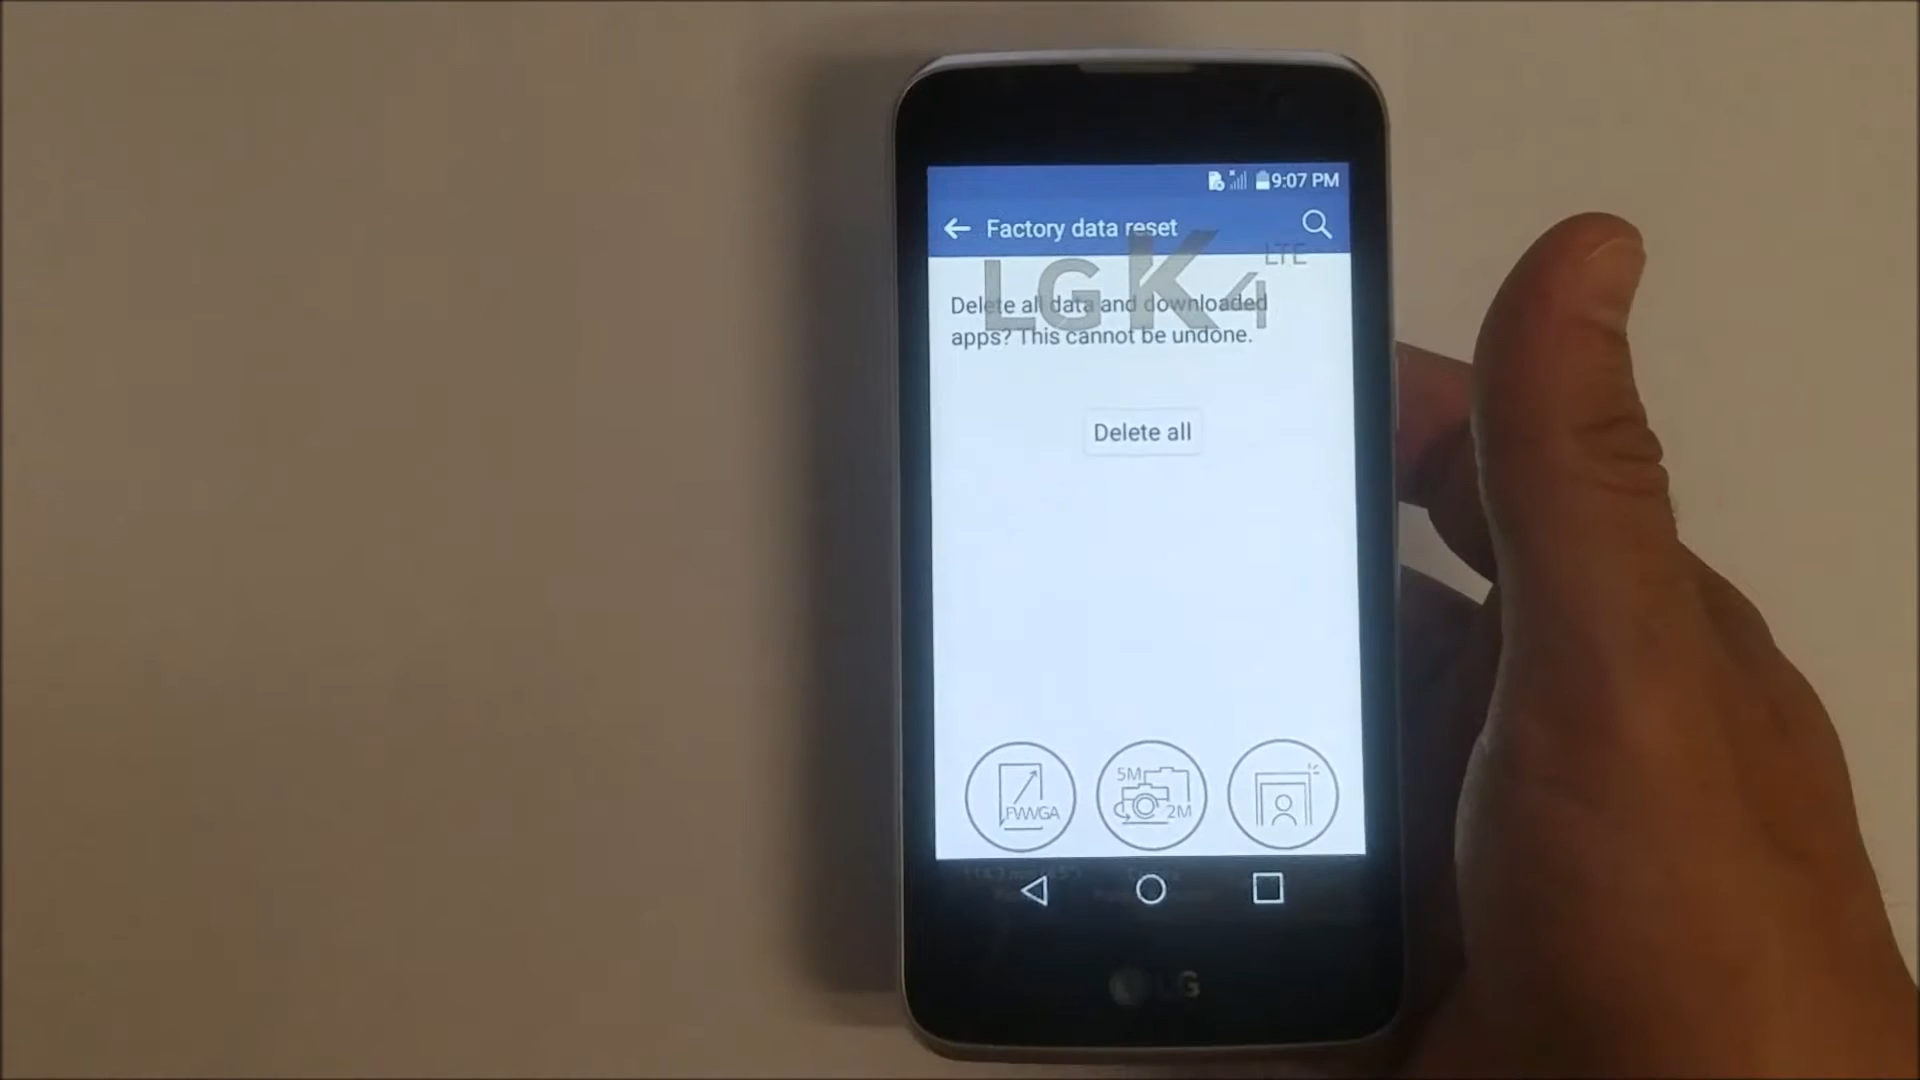 9:07 PM
Factory data reset
LTE
LG K4
Delete all data and downloaded
apps? This cannot be undone.
Delete all
FWVGA
5M
2M
LG